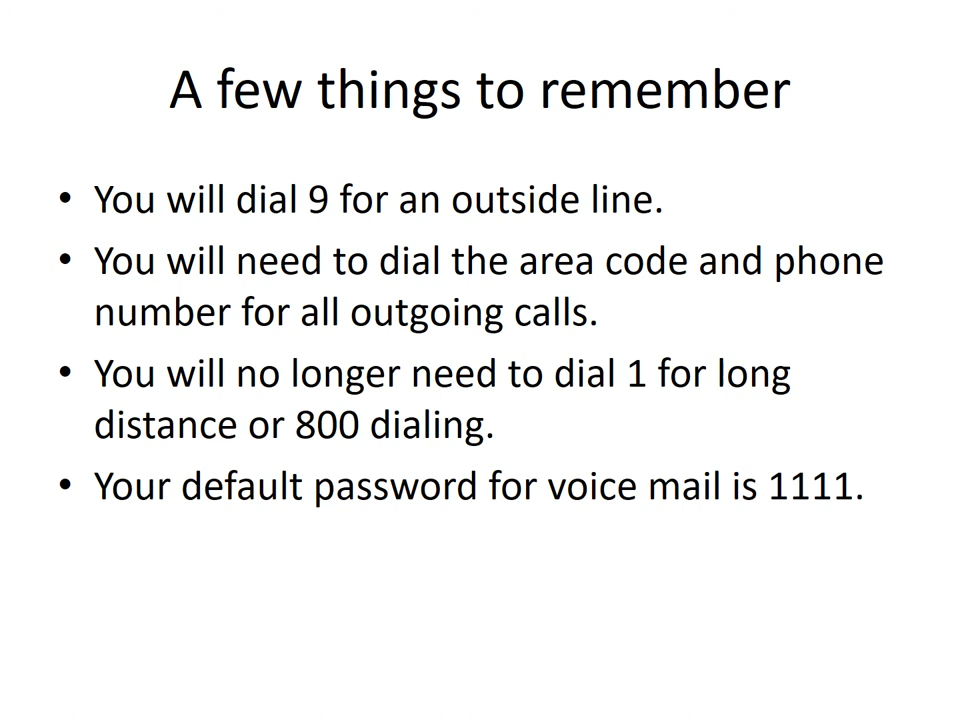 A few things to remember
• You will dial 9 for an outside line.
• You will need to dial the area code and phone
number for all outgoing calls.
• You will no longer need to dial 1 for long
distance or 800 dialing.
• Your default password for voice mail is 1111.